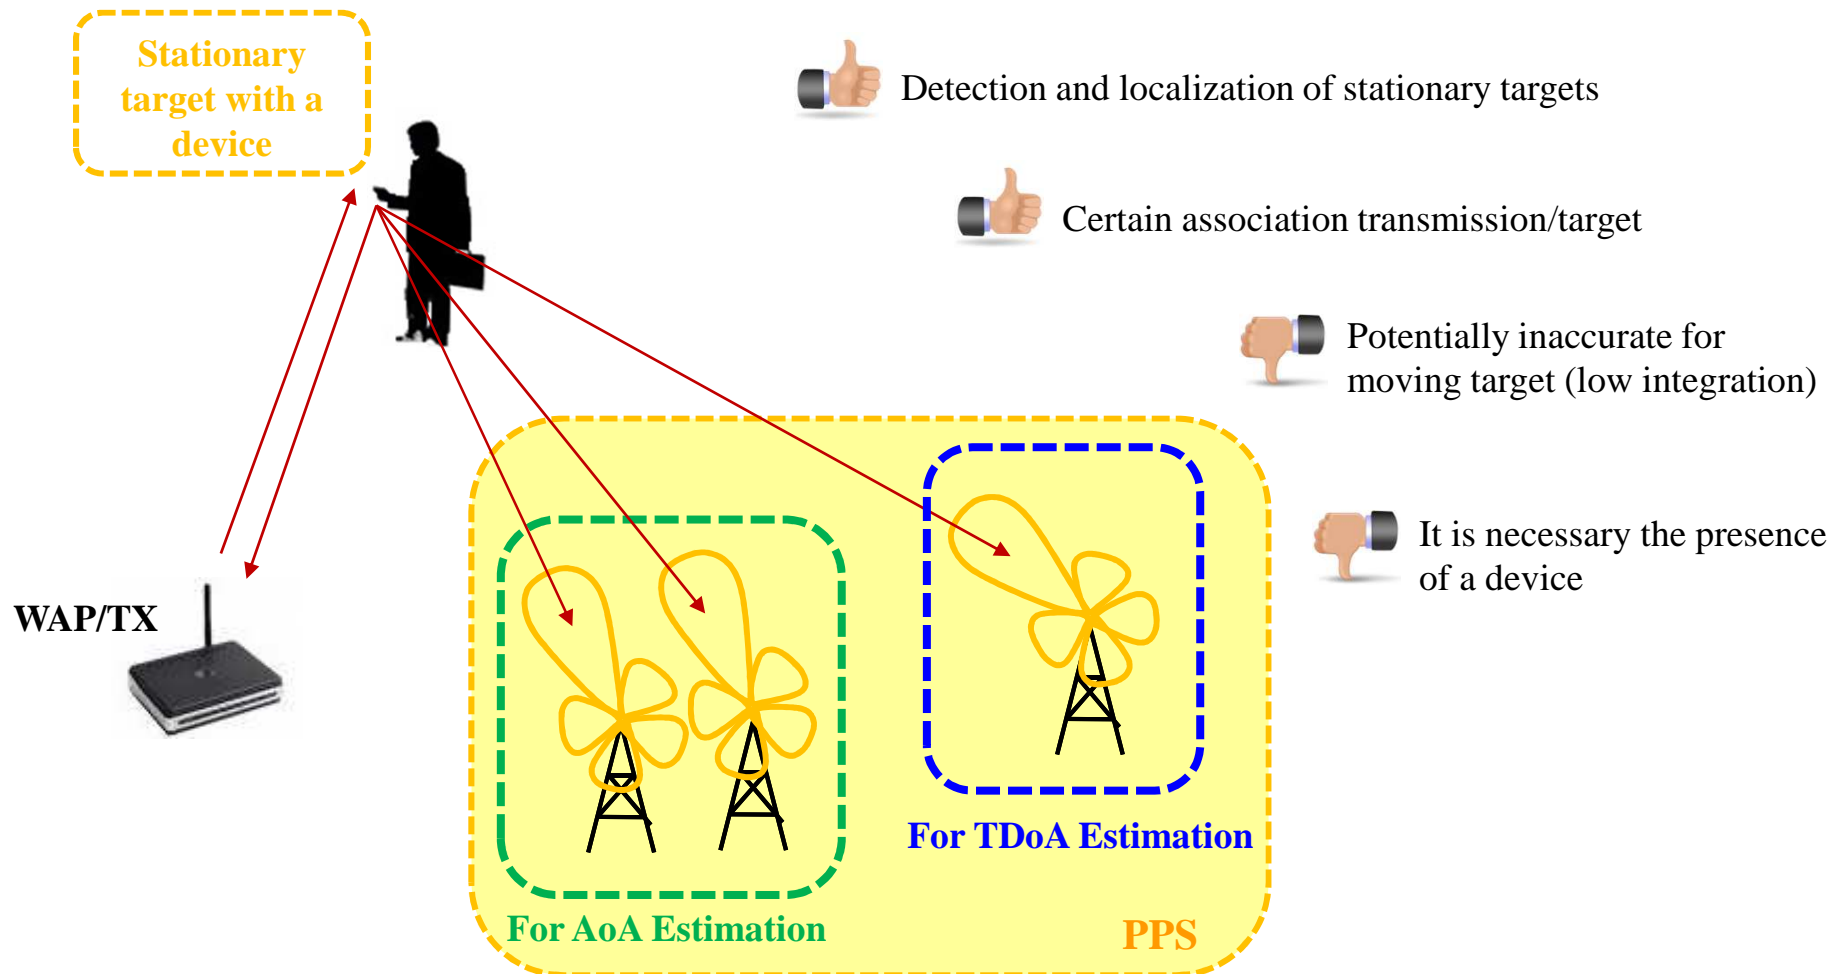 Stationary
target with a
device
Detection and localization of stationary targets
Certain association transmission/target
Potentially inaccurate for
moving target (low integration)
It is necessary the presence
of a device
WAP/TX
For TDoA Estimation
For AoA Estimation
PPS